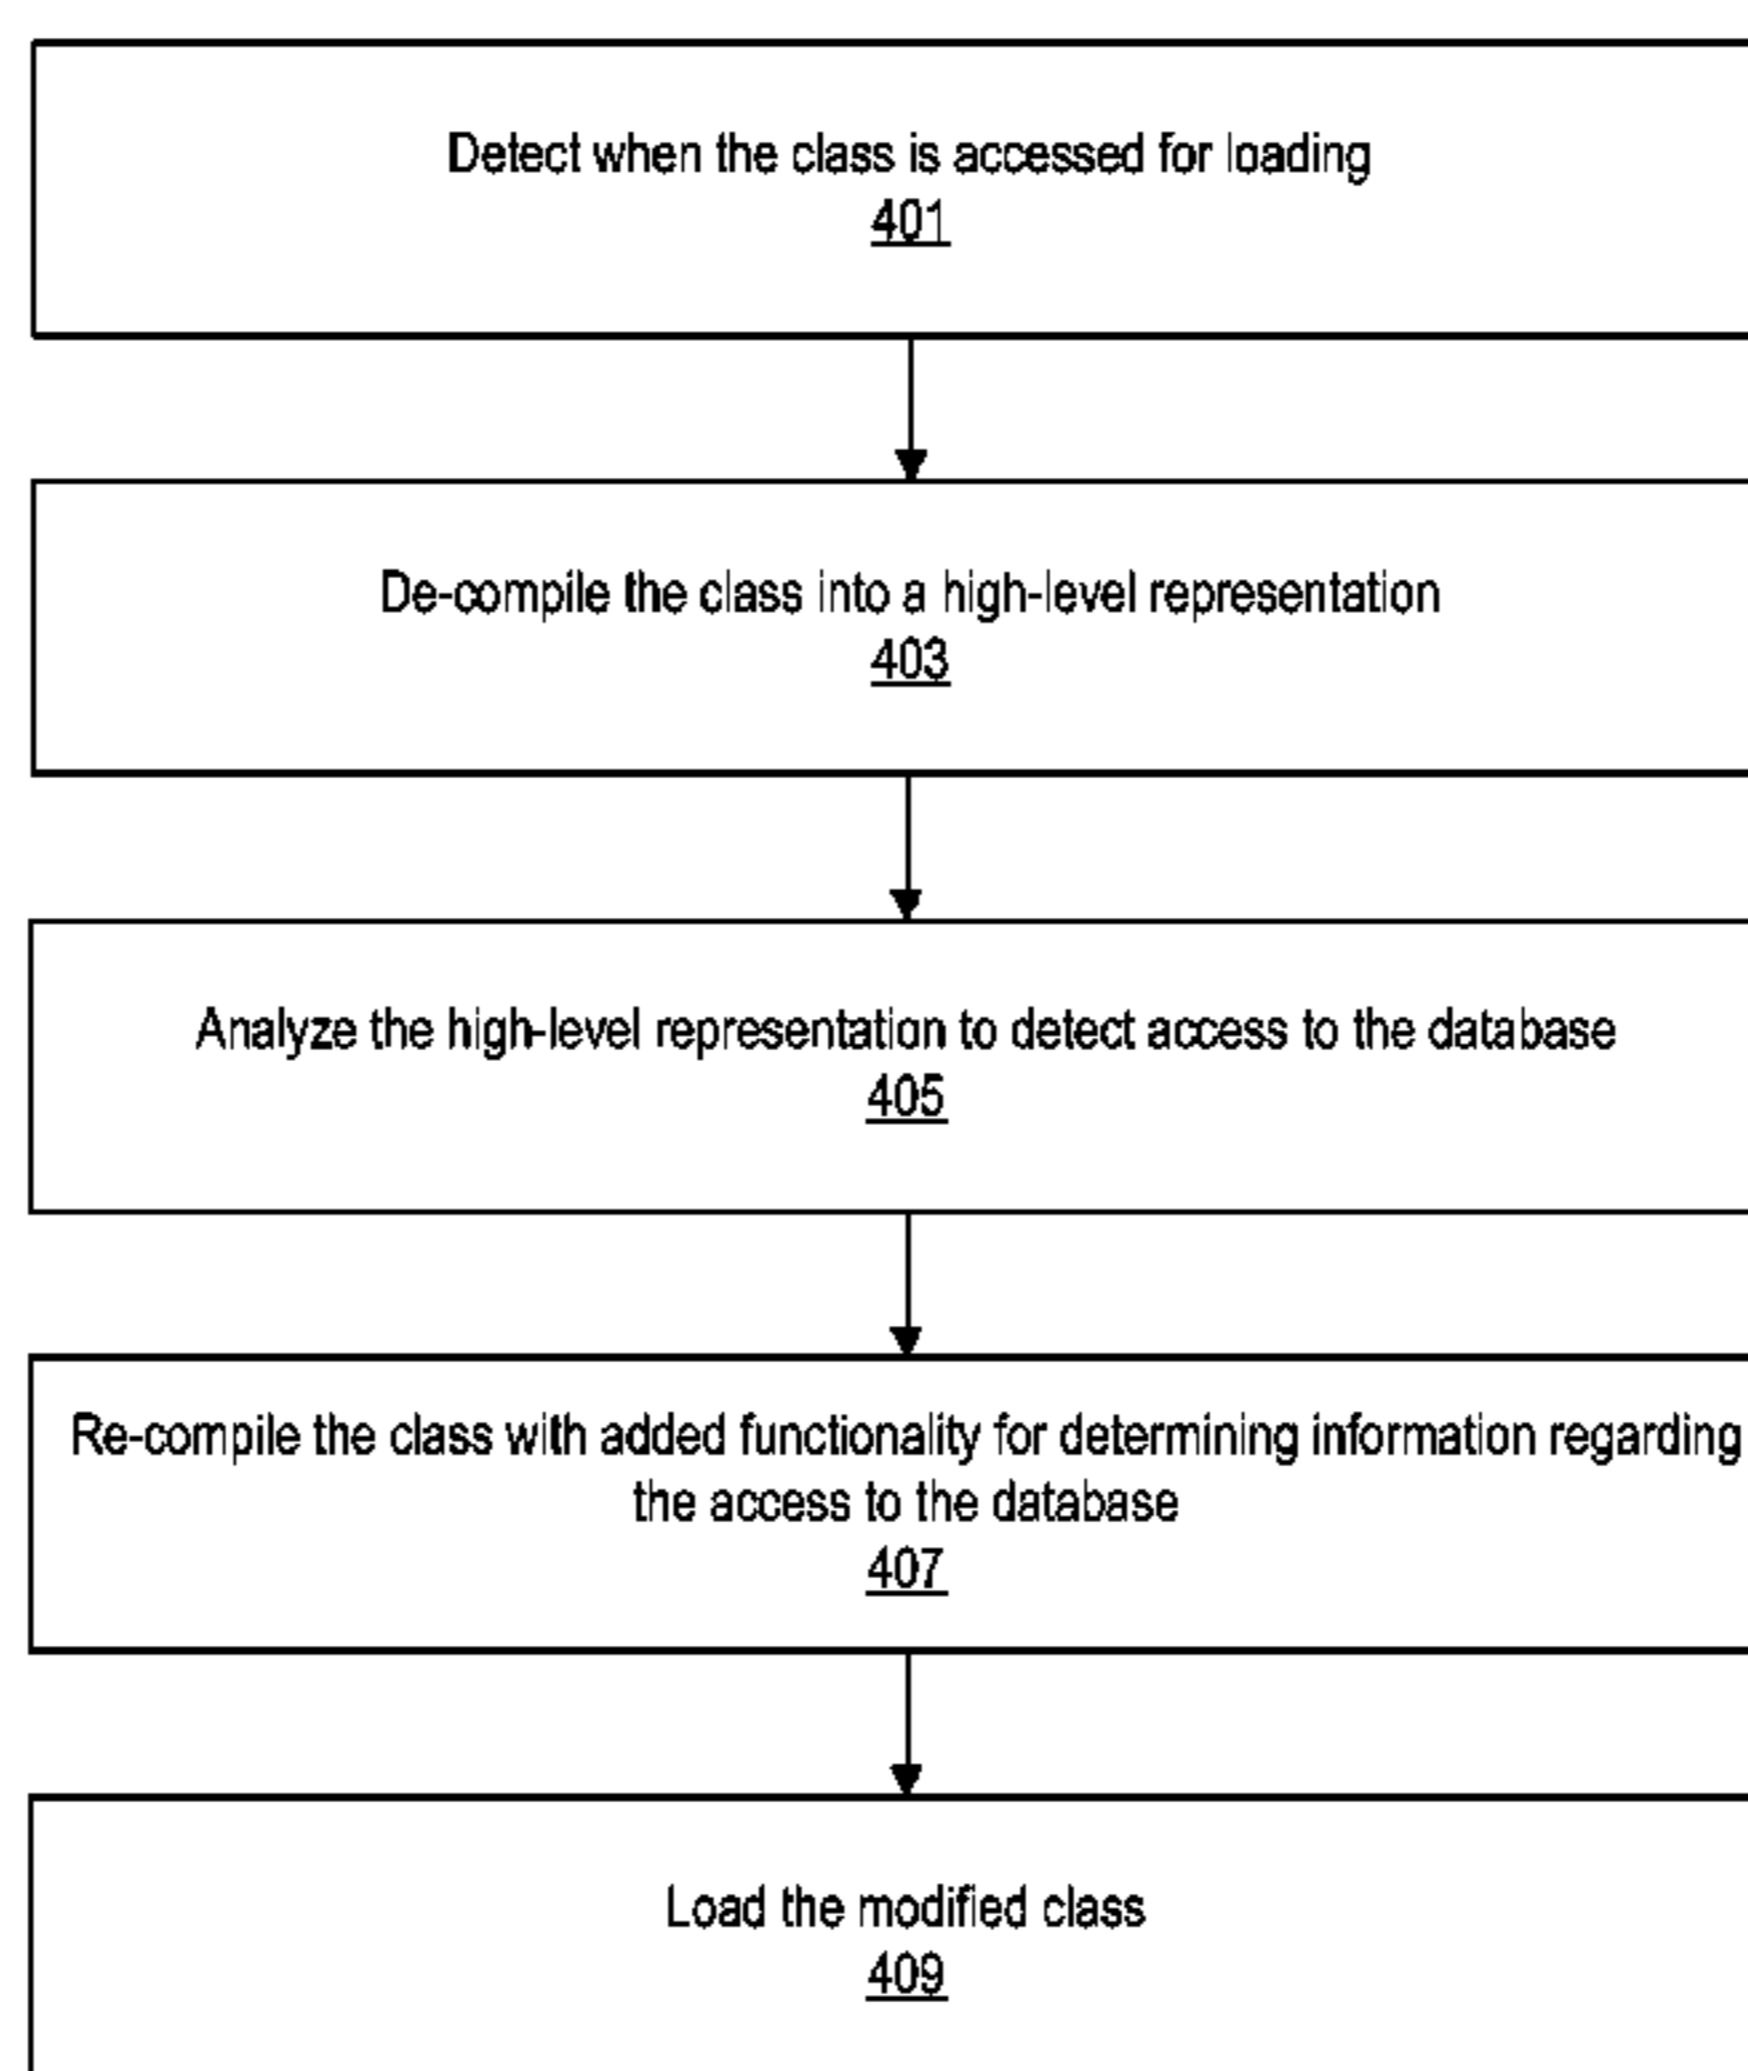 Detect when the class is accessed for loading
401
De-compile the class into a high-level representation
403
Analyze the high-level representation to detect access to the database
405
Re-compile the class with added functionality for determining information regarding
the access to the database
407
Load the modified class
409